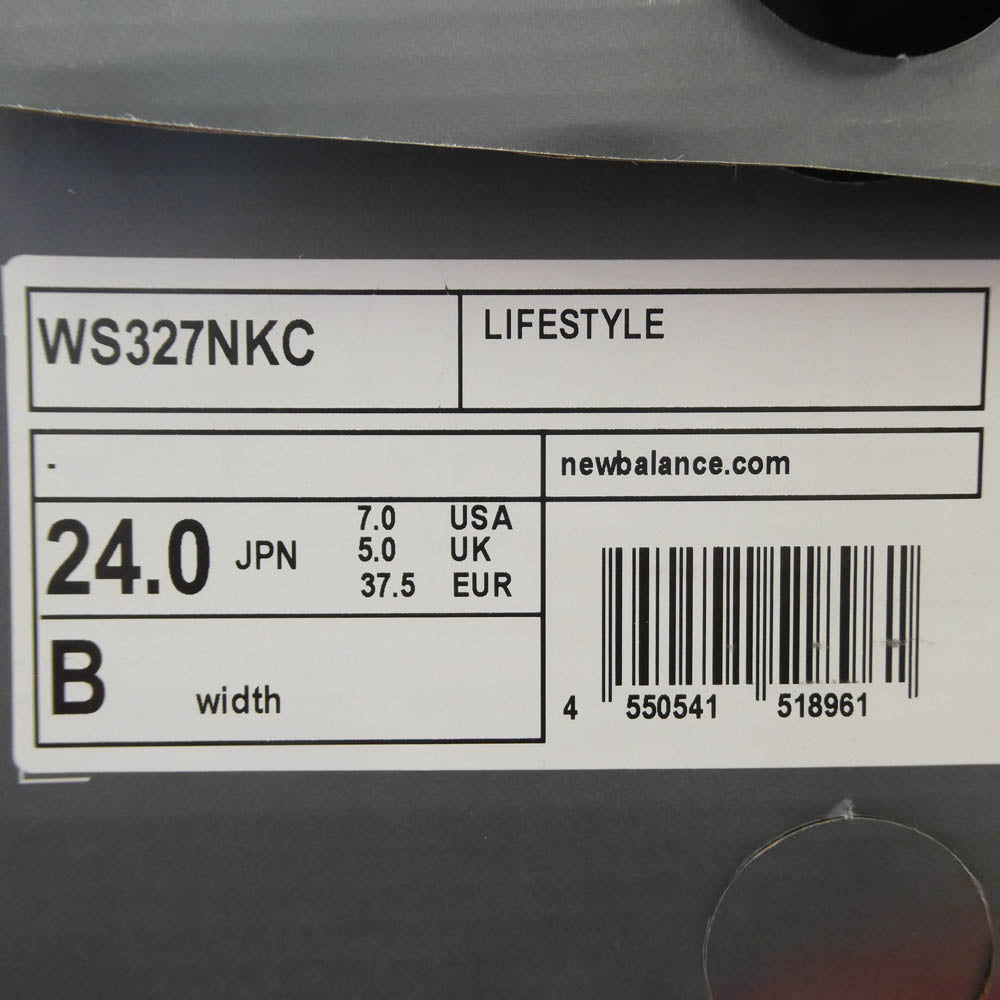 WS327NKC
LIFESTYLE
-
newbalance.com
24.0 JPN
7.0 USA
5.0 UK
37.5 EUR
B width
4 550541 518961